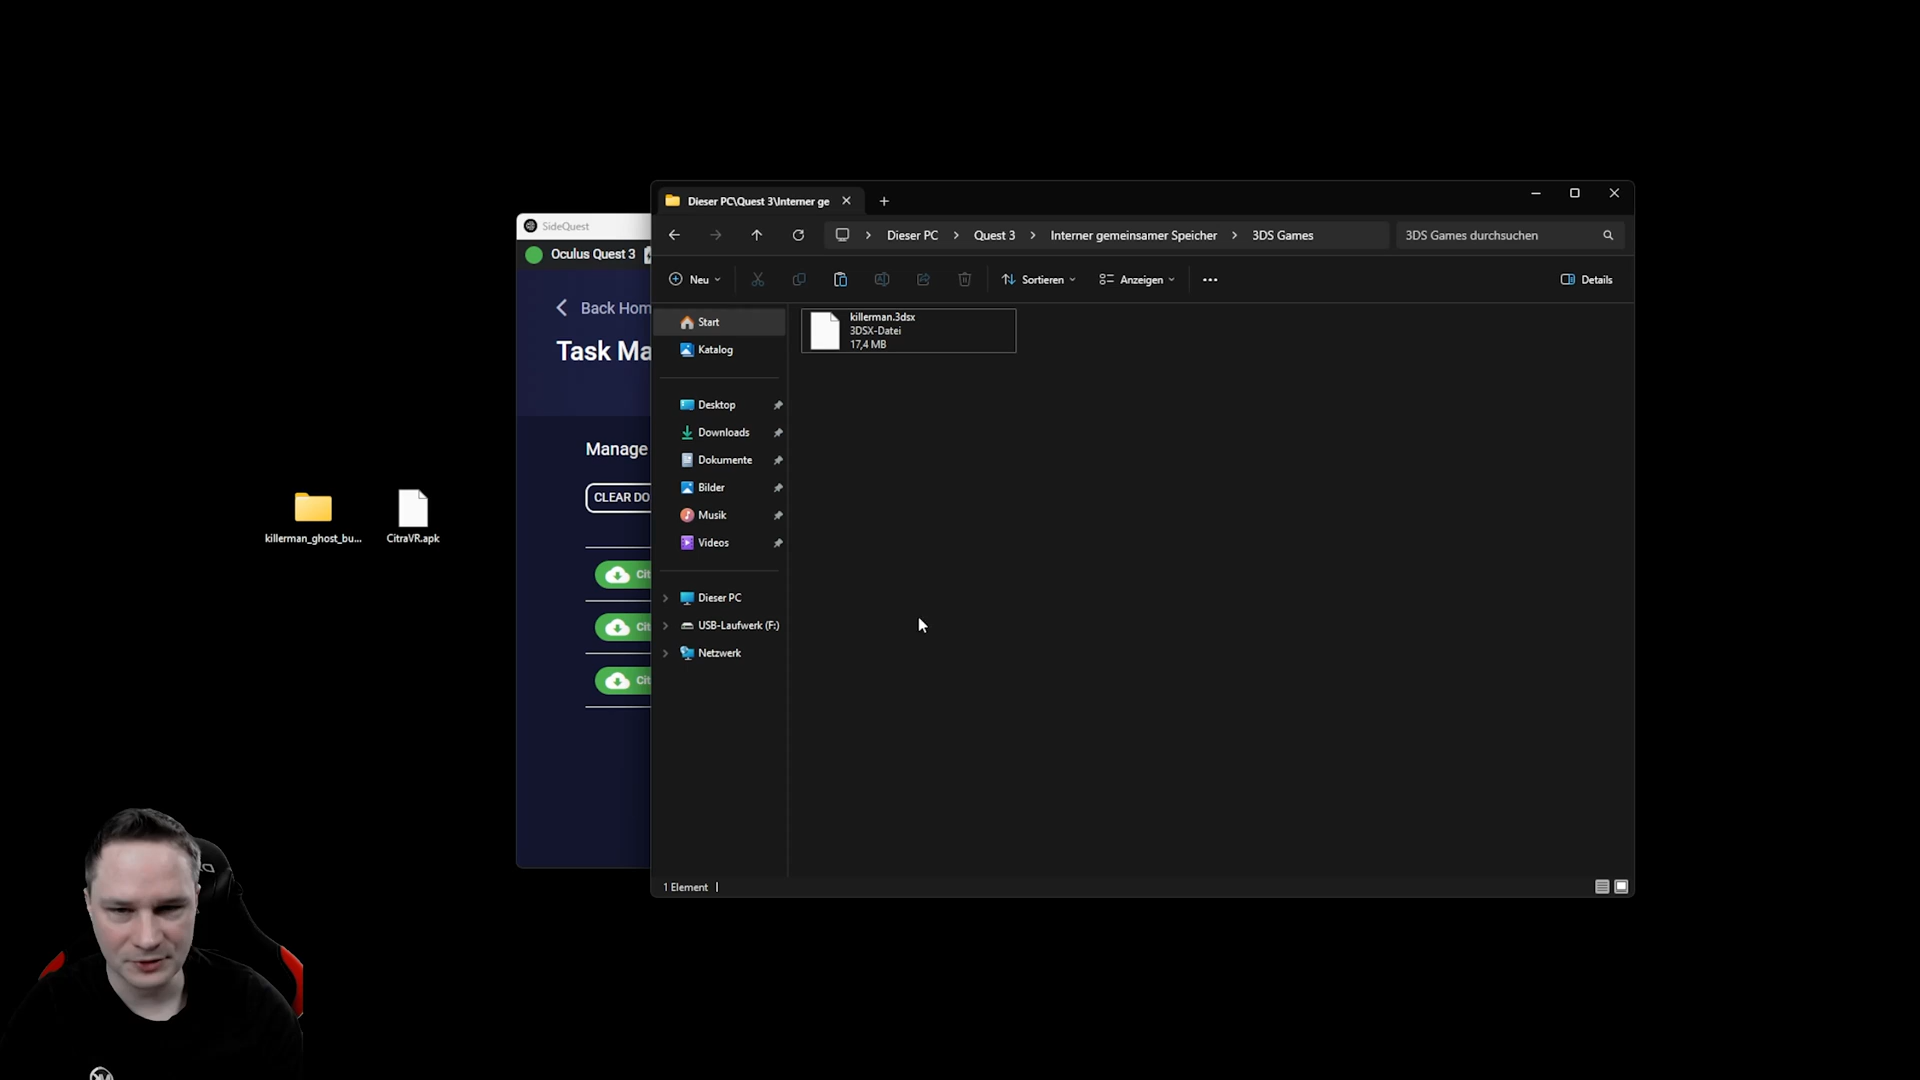 Dieser PC\Quest 3\Interner ge
Dieser PC
Quest 3
Interner gemeinsamer Speicher
3DS Games
3DS Games durchsuchen
Neu
Sortieren
Anzeigen
Details
Start
Katalog
Desktop
Downloads
Dokumente
Bilder
Musik
Videos
Dieser PC
USB-Laufwerk (F:)
Netzwerk
killerman.3dsx
3DSX-Datei
17,4 MB
1 Element
SideQuest
Oculus Quest 3
Back Hom
Task Ma
Manage
CLEAR DO
Cit
Cit
Cit
killerman_ghost_bu...
CitraVR.apk